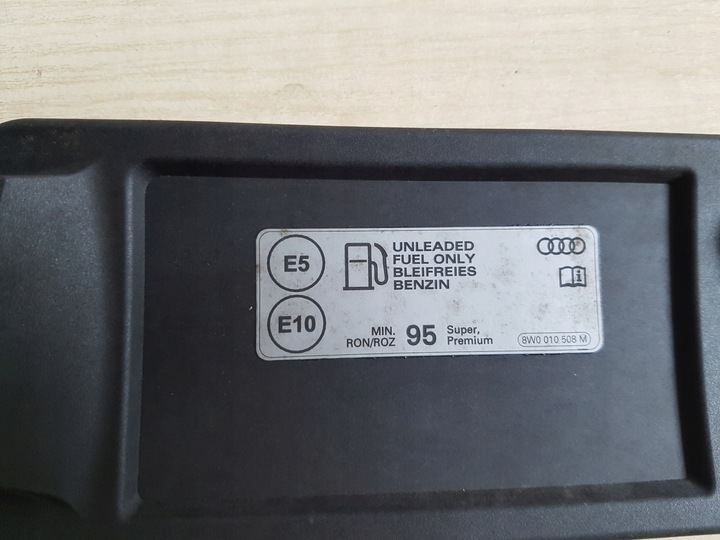 E5
UNLEADED
FUEL ONLY
BLEIFREIES
BENZIN
E10
MIN. 95 Super,
RON/ROZ Premium
8W0 010 508 M
i